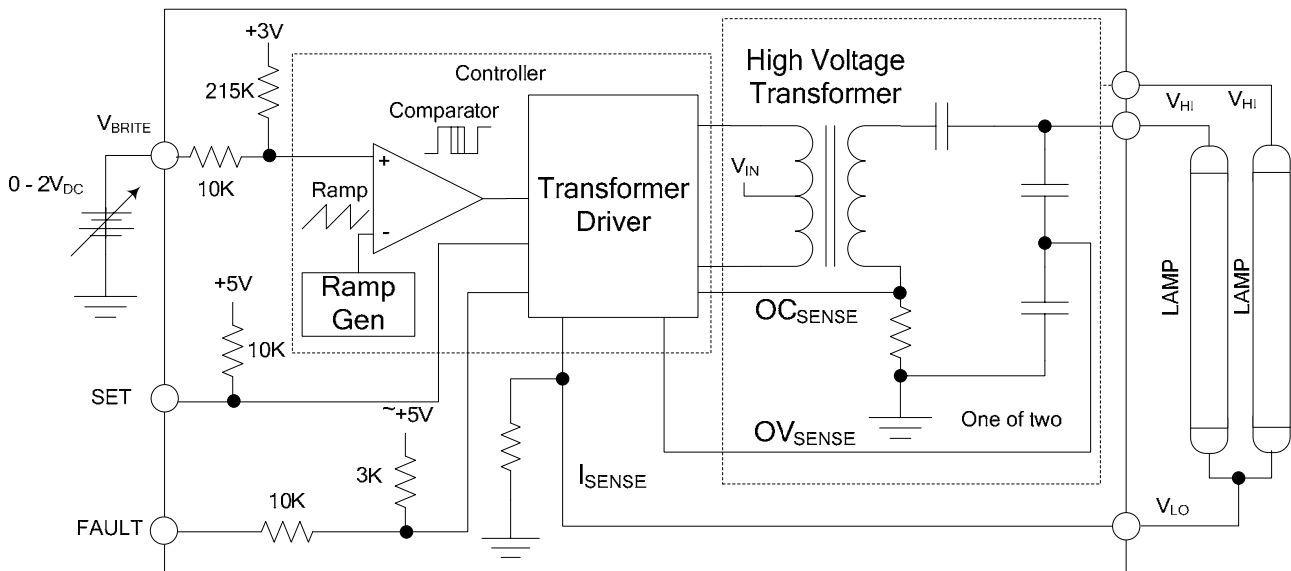 +3V
Controller
High Voltage
Transformer
215K
Comparator
V_HI
V_HI
V_BRITE
+
10K
Ramp
-
0 - 2V_DC
Transformer
Driver
V_IN
Ramp
Gen
+5V
10K
OC_SENSE
LAMP
LAMP
SET
~+5V
One of two
OV_SENSE
3K
I_SENSE
10K
FAULT
V_LO